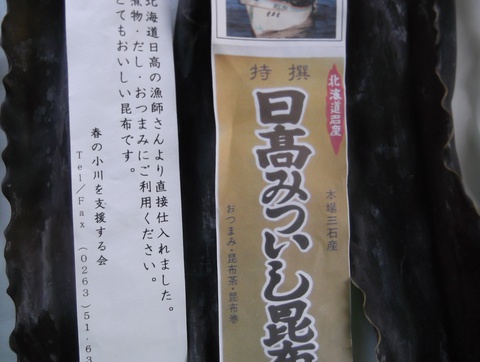 特撰
北海道名産
本場三石産
日高みついし昆布
おつまみ・昆布茶・昆布巻
北海道日高の漁師さんより直接仕入れました。
煮物・だし・おつまみにご利用ください。
とてもおいしい昆布です。
春の小川を支援する会
Tel/Fax (0263)51-63